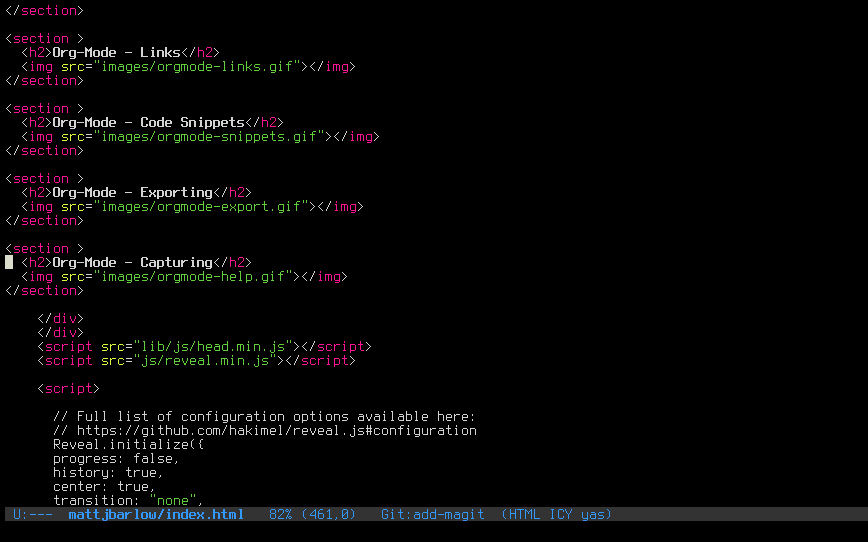 </section>
<section >
<h2>Org-Mode - Links</h2>
<img src="images/orgmode-links.gif"></img>
</section>
<section >
<h2>Org-Mode - Code Snippets</h2>
<img src="images/orgmode-snippets.gif"></img>
</section>
<section >
<h2>Org-Mode - Exporting</h2>
<img src="images/orgmode-export.gif"></img>
</section>
<section >
<h2>Org-Mode - Capturing</h2>
<img src="images/orgmode-help.gif"></img>
</section>
</div>
</div>
<script src="lib/js/head.min.js"></script>
<script src="js/reveal.min.js"></script>
<script>
// Full list of configuration options available here:
// https://github.com/hakimel/reveal.js#configuration
Reveal.initialize({
progress: false,
history: true,
center: true,
transition: "none",
U:--- mattjbarlow/index.html 82% (461,0) Git:add-magit (HTML ICY yas)